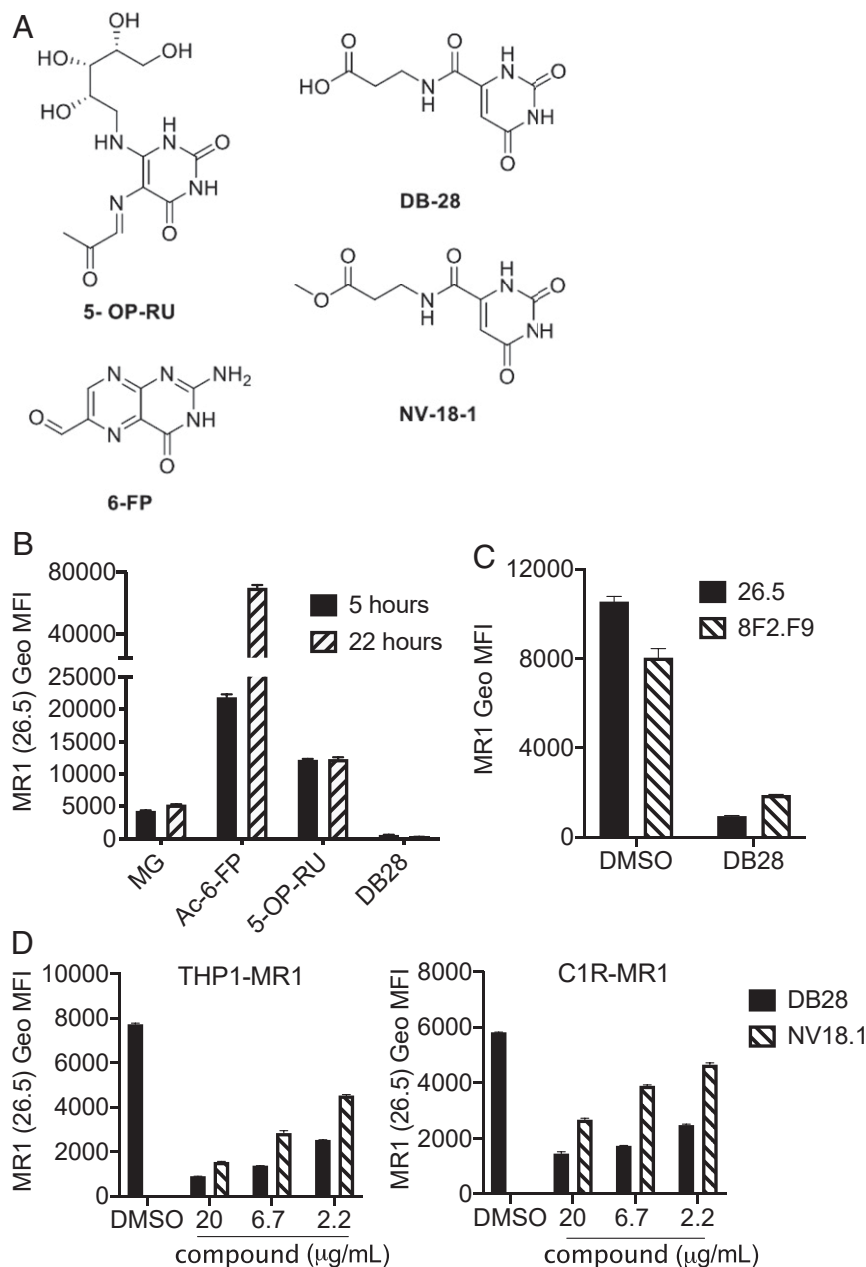 A
OH
HO
OH
HO
OH
HN
H
N
O
NH
N
O
O
5- OP-RU
O
HO
N
H
O
H
N
O
NH
O
DB-28
O
O
N
H
O
H
N
O
NH
O
NV-18-1
N
N
NH2
O
N
NH
O
6-FP
B
MR1 (26.5) Geo MFI
80000
40000
25000
20000
15000
10000
5000
0
5 hours
22 hours
MG
Ac-6-FP
5-OP-RU
DB28
C
MR1 Geo MFI
12000
8000
4000
0
26.5
8F2.F9
DMSO
DB28
D
THP1-MR1
MR1 (26.5) Geo MFI
10000
8000
6000
4000
2000
0
DMSO
20
6.7
2.2
compound (μg/mL)
C1R-MR1
MR1 (26.5) Geo MFI
8000
6000
4000
2000
0
DMSO
20
6.7
2.2
compound (μg/mL)
DB28
NV18.1